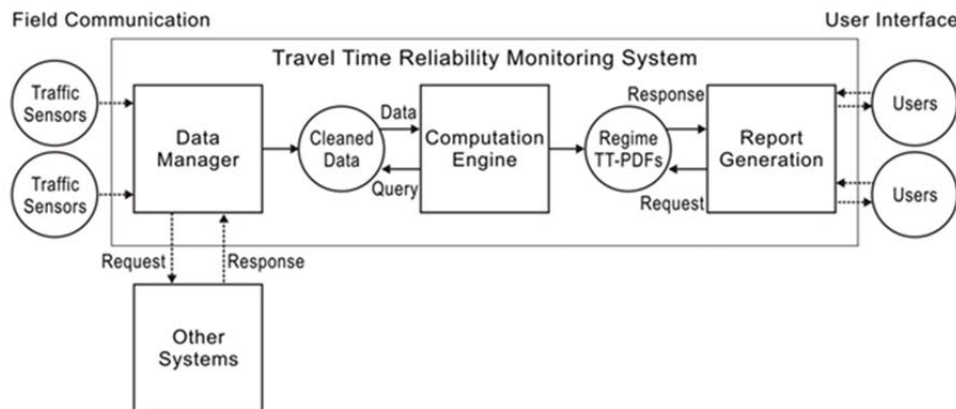 Field Communication
User Interface
Travel Time Reliability Monitoring System
Traffic
Sensors
Traffic
Sensors
Data
Manager
Cleaned
Data
Data
Query
Computation
Engine
Regime
TT-PDFs
Response
Request
Report
Generation
Users
Users
Request
Response
Other
Systems